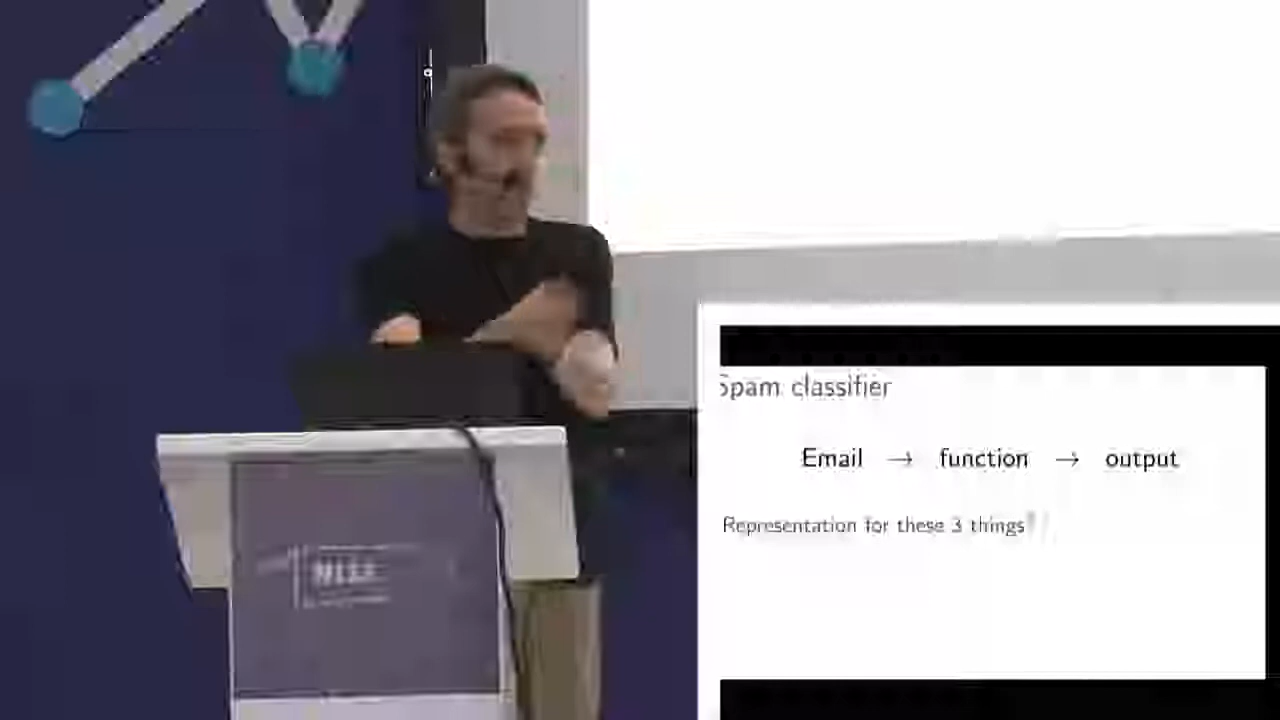 Spam classifier
Email → function → output
Representation for these 3 things